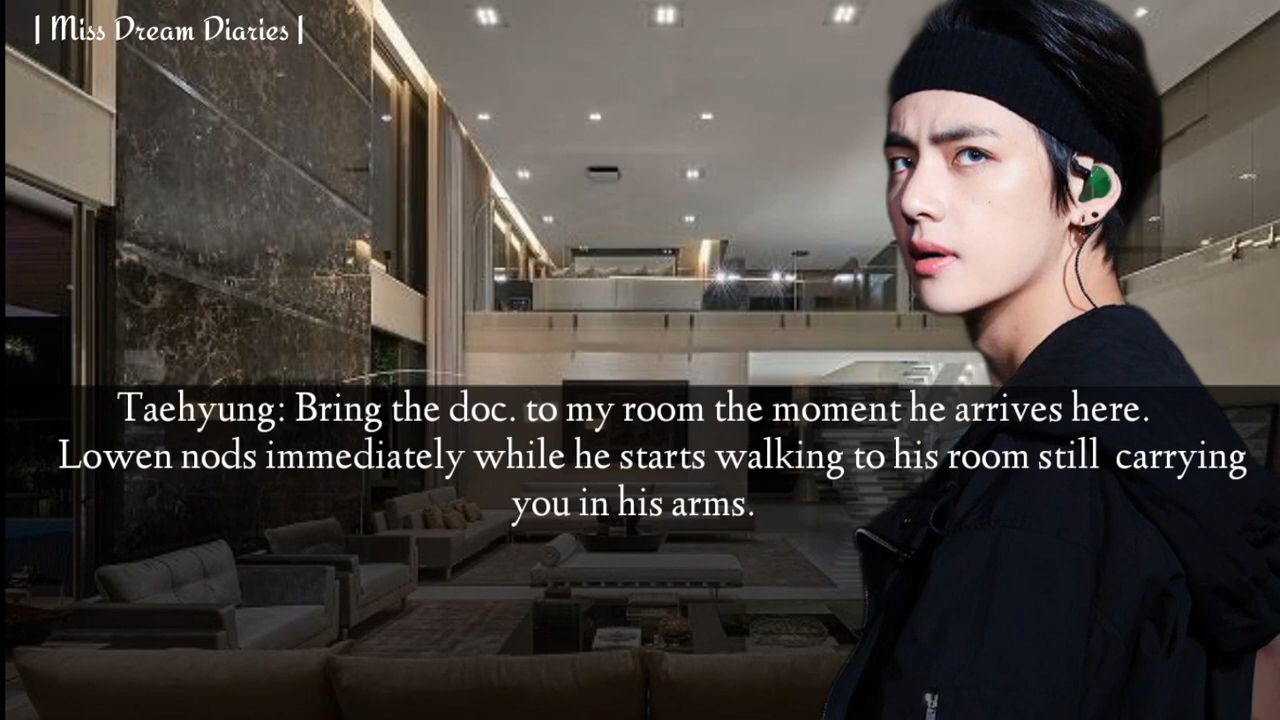 | Miss Dream Diaries |
Taehyung: Bring the doc. to my room the moment he arrives here.
Lowen nods immediately while he starts walking to his room still carrying
you in his arms.